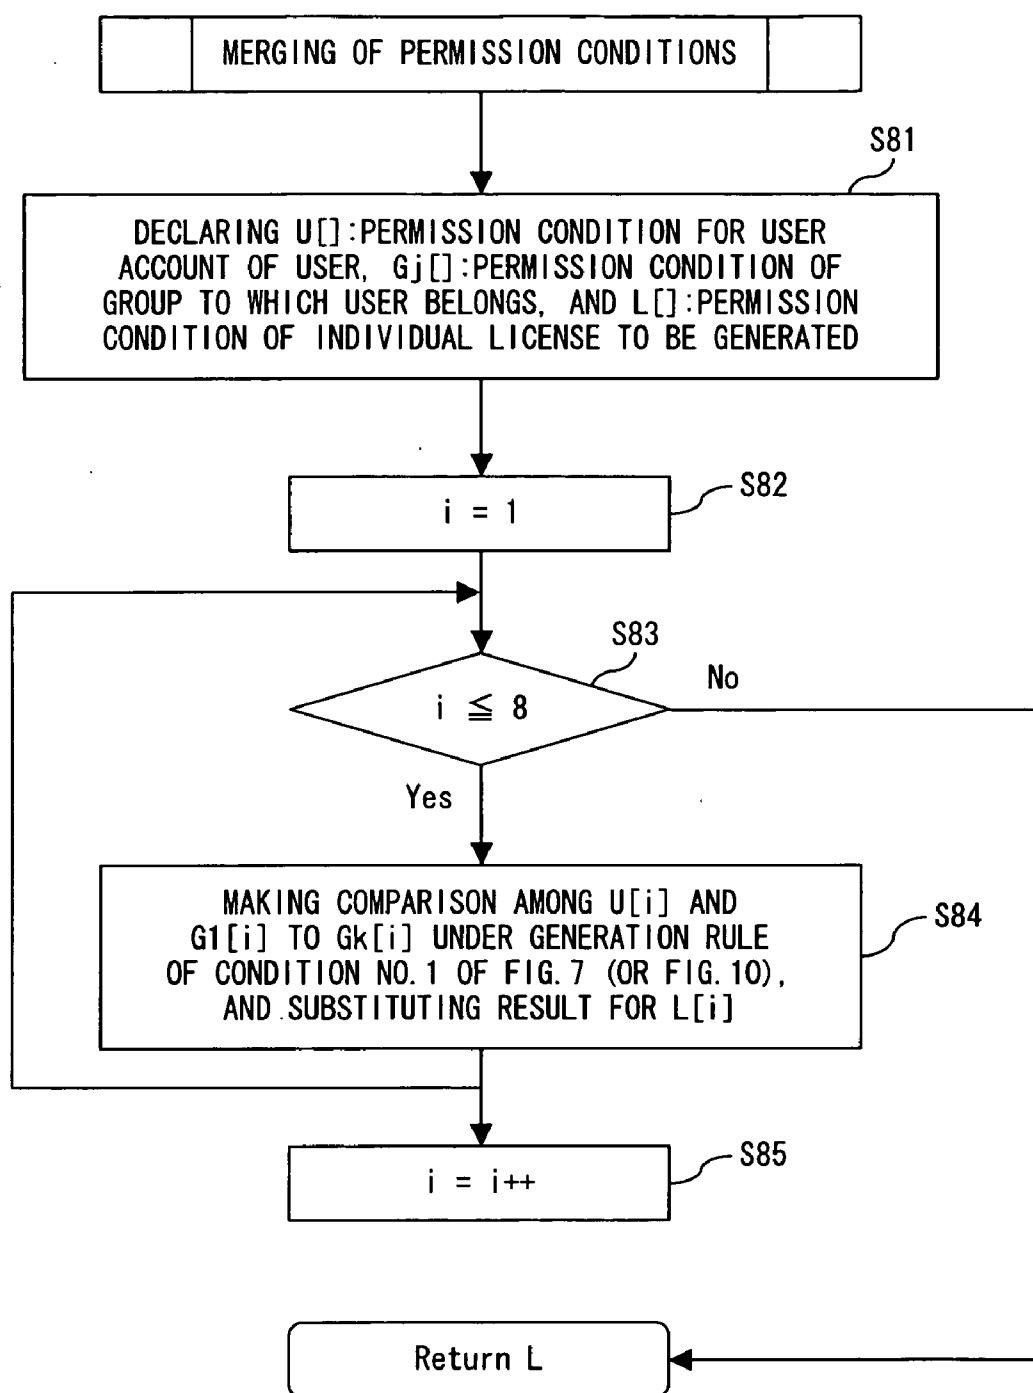 MERGING OF PERMISSION CONDITIONS
S81
DECLARING U[]:PERMISSION CONDITION FOR USER
ACCOUNT OF USER, Gj[]:PERMISSION CONDITION OF
GROUP TO WHICH USER BELONGS, AND L[]:PERMISSION
CONDITION OF INDIVIDUAL LICENSE TO BE GENERATED
S82
i = 1
S83
i ≦ 8
No
Yes
S84
MAKING COMPARISON AMONG U[i] AND
G1[i] TO Gk[i] UNDER GENERATION RULE
OF CONDITION NO.1 OF FIG.7 (OR FIG.10),
AND SUBSTITUTING RESULT FOR L[i]
S85
i = i++
Return L